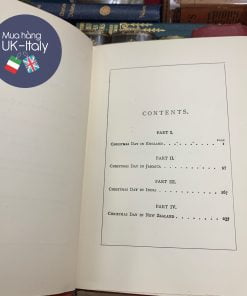 Mua hàng
UK-italy
CONTENTS.
PART I.
PAGE
CHRISTMAS DAY IN ENGLAND . . . . . . 1
PART II.
CHRISTMAS DAY IN JAMAICA . . . . . 97
PART III.
CHRISTMAS DAY IN INDIA . . . . . . 167
PART IV.
CHRISTMAS DAY IN NEW ZEALAND . . . . 235